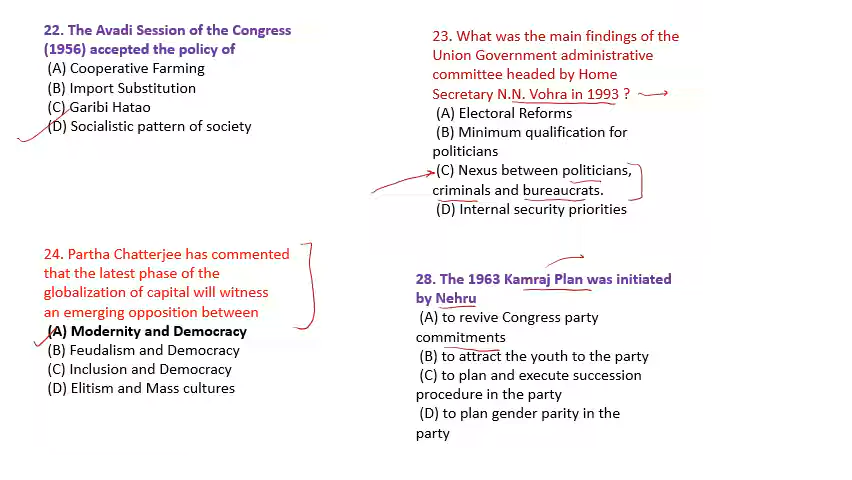 22. The Avadi Session of the Congress
(1956) accepted the policy of
(A) Cooperative Farming
(B) Import Substitution
(C) Garibi Hatao
(D) Socialistic pattern of society
23. What was the main findings of the
Union Government administrative
committee headed by Home
Secretary N.N. Vohra in 1993 ?
(A) Electoral Reforms
(B) Minimum qualification for
politicians
(C) Nexus between politicians,
criminals and bureaucrats.
(D) Internal security priorities
24. Partha Chatterjee has commented
that the latest phase of the
globalization of capital will witness
an emerging opposition between
(A) Modernity and Democracy
(B) Feudalism and Democracy
(C) Inclusion and Democracy
(D) Elitism and Mass cultures
28. The 1963 Kamraj Plan was initiated
by Nehru
(A) to revive Congress party
commitments
(B) to attract the youth to the party
(C) to plan and execute succession
procedure in the party
(D) to plan gender parity in the
party